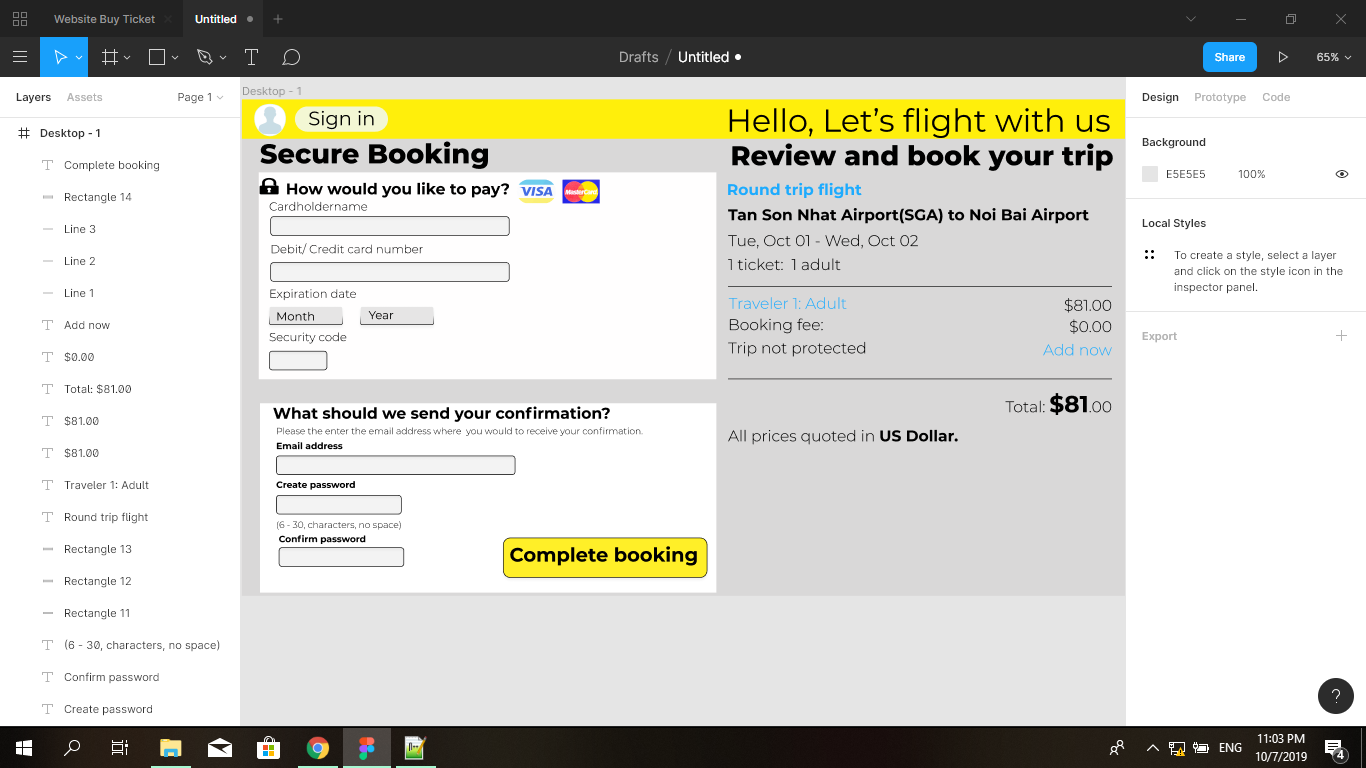 Website Buy Ticket
Untitled
Drafts / Untitled
Share
65%
Layers
Assets
Page 1
Desktop - 1
Complete booking
Rectangle 14
Line 3
Line 2
Line 1
Add now
$0.00
Total: $81.00
$81.00
$81.00
Traveler 1: Adult
Round trip flight
Rectangle 13
Rectangle 12
Rectangle 11
(6 - 30, characters, no space)
Confirm password
Create password
Desktop - 1
Sign in
Hello, Let's flight with us
Secure Booking
How would you like to pay?
VISA
MasterCard
Cardholdername
Debit/ Credit card number
Expiration date
Month
Year
Security code
What should we send your confirmation?
Please the enter the email address where you would to receive your confirmation.
Email address
Create password
(6 - 30, characters, no space)
Confirm password
Complete booking
Review and book your trip
Round trip flight
Tan Son Nhat Airport(SGA) to Noi Bai Airport
Tue, Oct 01 - Wed, Oct 02
1 ticket: 1 adult
Traveler 1: Adult $81.00
Booking fee: $0.00
Trip not protected Add now
Total: $81.00
All prices quoted in US Dollar.
Design
Prototype
Code
Background
E5E5E5 100%
Local Styles
To create a style, select a layer
and click on the style icon in the
inspector panel.
Export
?
ENG
11:03 PM
10/7/2019
4